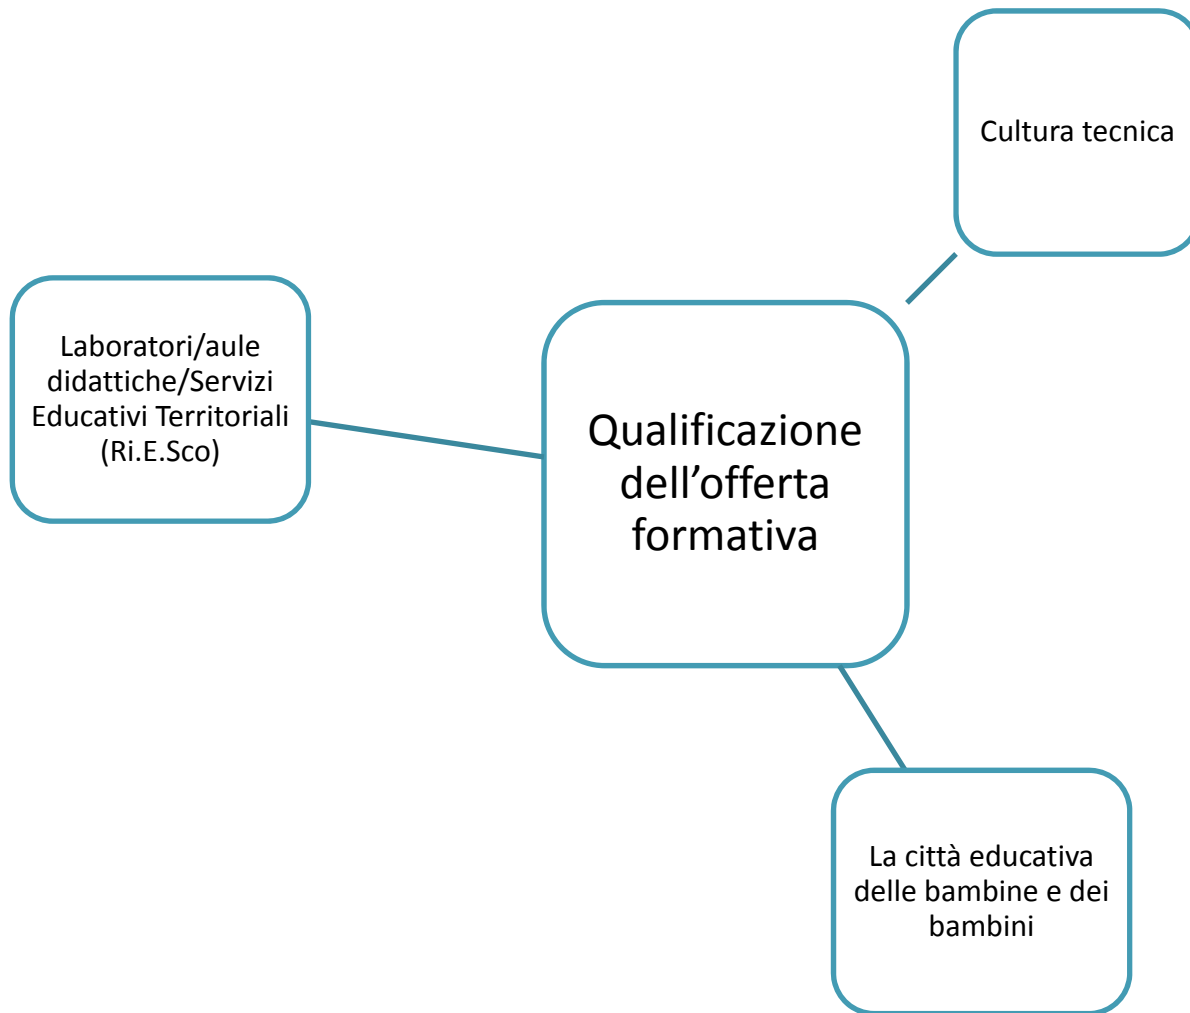 Cultura tecnica
Laboratori/aule
didattiche/Servizi
Educativi Territoriali
(Ri.E.Sco)
Qualificazione
dell’offerta
formativa
La città educativa
delle bambine e dei
bambini